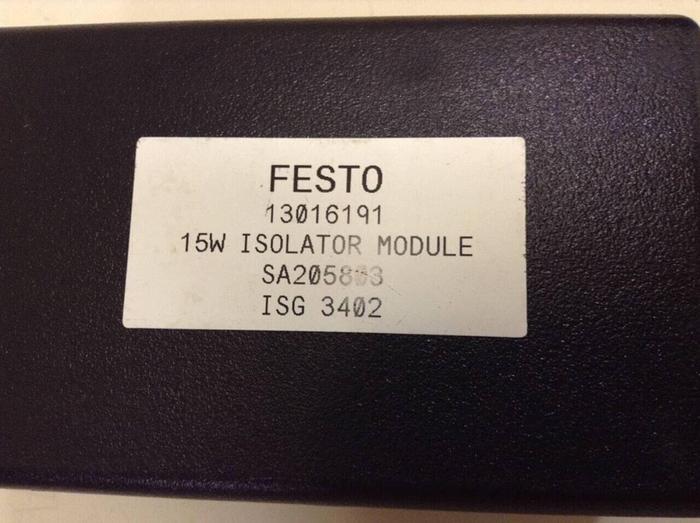 FESTO
13016191
15W ISOLATOR MODULE
ISG 3402